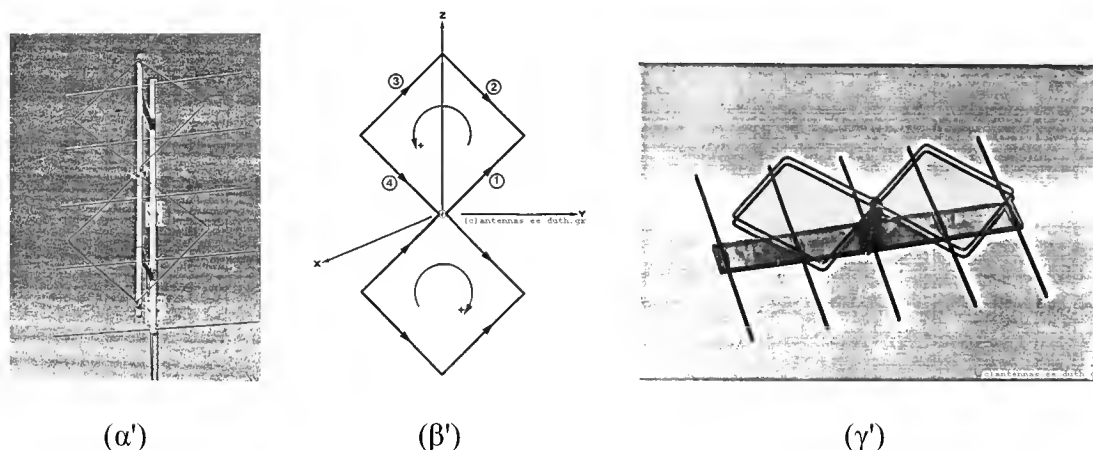 Z
③
②
+
④
①
Y
(c)antennas ee duth.gr
X
+
c)antennas ee duth g
(α') (β') (γ')